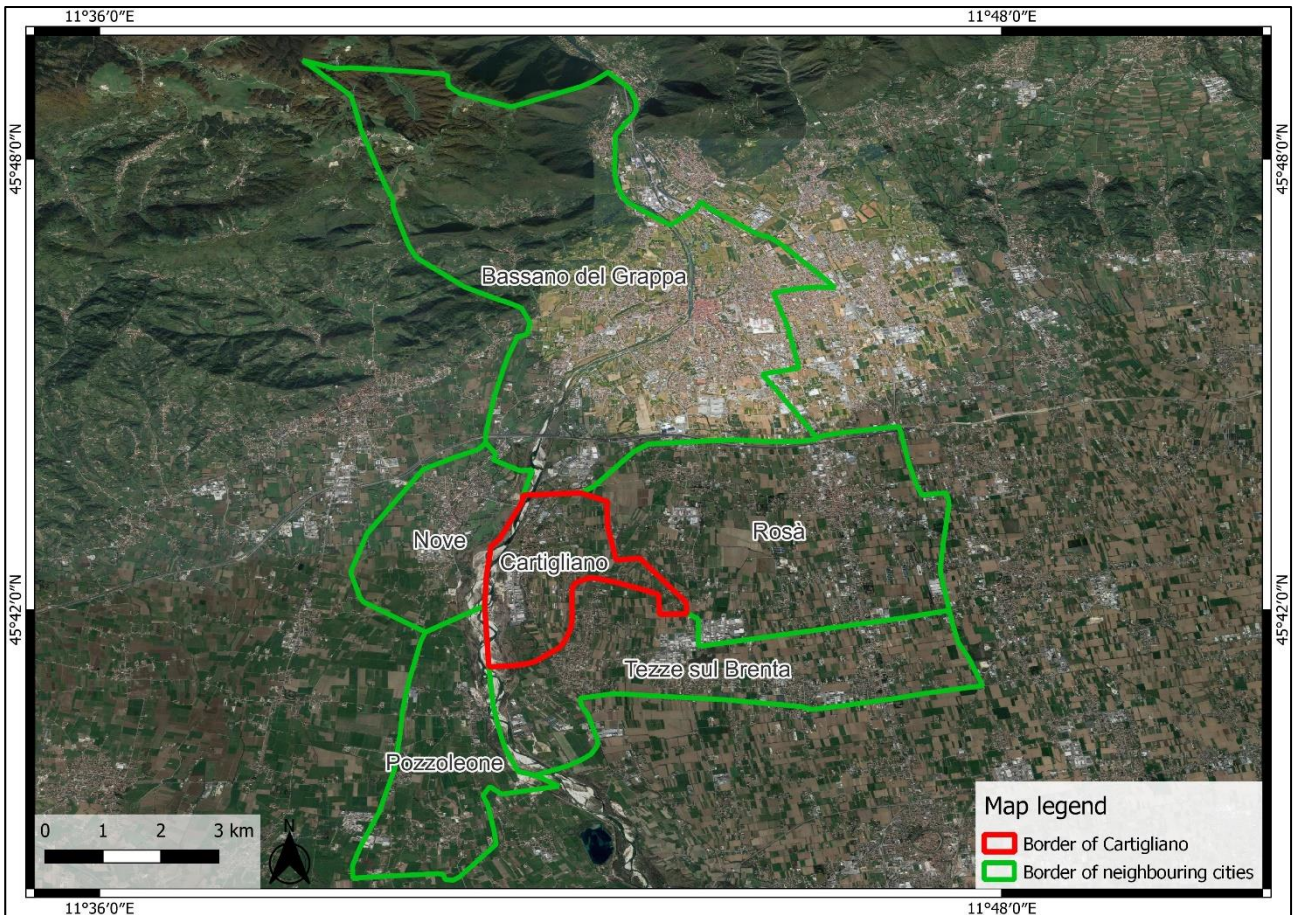 11°36′0″E
11°48′0″E
45°48′0″N
45°48′0″N
Bassano del Grappa
Nove
Rosà
Cartigliano
45°42′0″N
45°42′0″N
Tezze sul Brenta
Pozzoleone
0 1 2 3 km
N
Map legend
Border of Cartigliano
Border of neighbouring cities
11°36′0″E
11°48′0″E